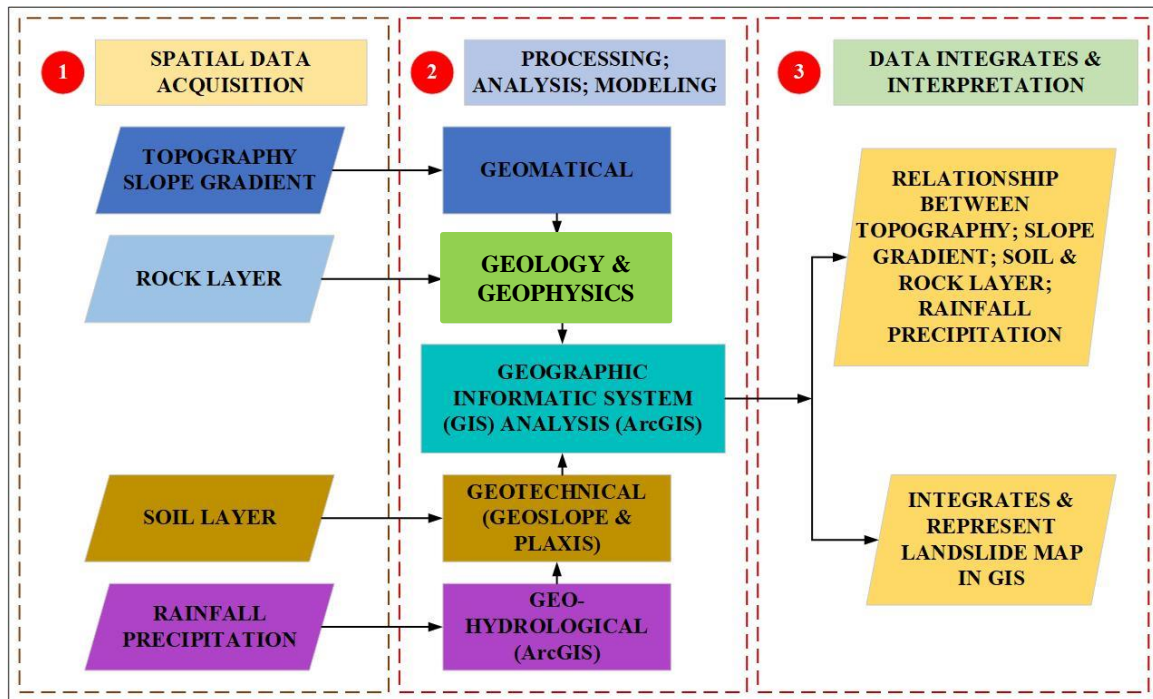 1
SPATIAL DATA
ACQUISITION
TOPOGRAPHY
SLOPE GRADIENT
ROCK LAYER
SOIL LAYER
RAINFALL
PRECIPITATION
2
PROCESSING;
ANALYSIS; MODELING
GEOMATICAL
GEOLOGY &
GEOPHYSICS
GEOGRAPHIC
INFORMATIC SYSTEM
(GIS) ANALYSIS (ArcGIS)
GEOTECHNICAL
(GEOSLOPE &
PLAXIS)
GEO-
HYDROLOGICAL
(ArcGIS)
3
DATA INTEGRATES &
INTERPRETATION
RELATIONSHIP
BETWEEN
TOPOGRAPHY; SLOPE
GRADIENT; SOIL &
ROCK LAYER;
RAINFALL
PRECIPITATION
INTEGRATES &
REPRESENT
LANDSLIDE MAP
IN GIS